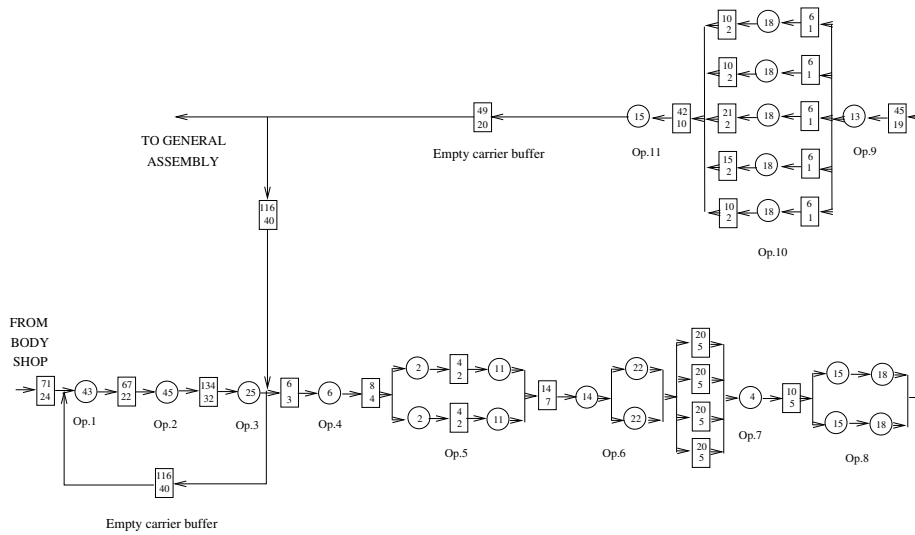 10 2 18 6 1
10 2 18 6 1
49 20 15 42 10 21 2 18 6 1 13 45 19
TO GENERAL
ASSEMBLY
Empty carrier buffer
Op.11
Op.9
15 2 18 6 1
10 2 18 6 1
116 40
Op.10
FROM
BODY
SHOP
71 24 43 67 22 45 134 32 25 6 3 6 8 4
2 4 2 11
2 4 2 11
14 7 14
22
22
20 5
20 5
20 5
20 5
4 10 5
15 18
15 18
Op.1
Op.2
Op.3
Op.4
Op.5
Op.6
Op.7
Op.8
116 40
Empty carrier buffer